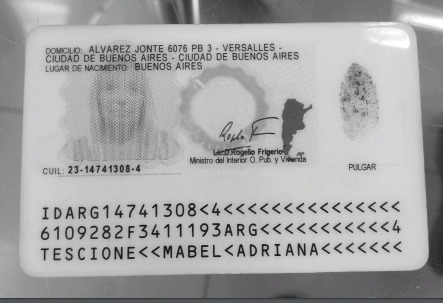 DOMICILIO: ALVAREZ JONTE 6076 PB 3 - VERSALLES -
CIUDAD DE BUENOS AIRES - CIUDAD DE BUENOS AIRES
LUGAR DE NACIMIENTO: BUENOS AIRES
Lic.D.Rogelio Frigerio
Ministro del Interior O. Pub. y Vivienda
PULGAR
CUIL: 23-14741308-4
IDARG14741308<4<<<<<<<<<<<<<<<
6109282F3411193ARG<<<<<<<<<<<4
TESCIONE<<MABEL<ADRIANA<<<<<<<